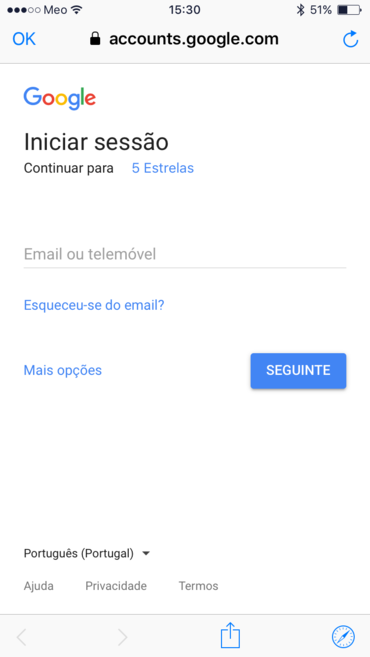 Meo 15:30 51%
OK accounts.google.com
Google
Iniciar sessão
Continuar para 5 Estrelas
Email ou telemóvel
Esqueceu-se do email?
Mais opções SEGUINTE
Português (Portugal)
Ajuda Privacidade Termos